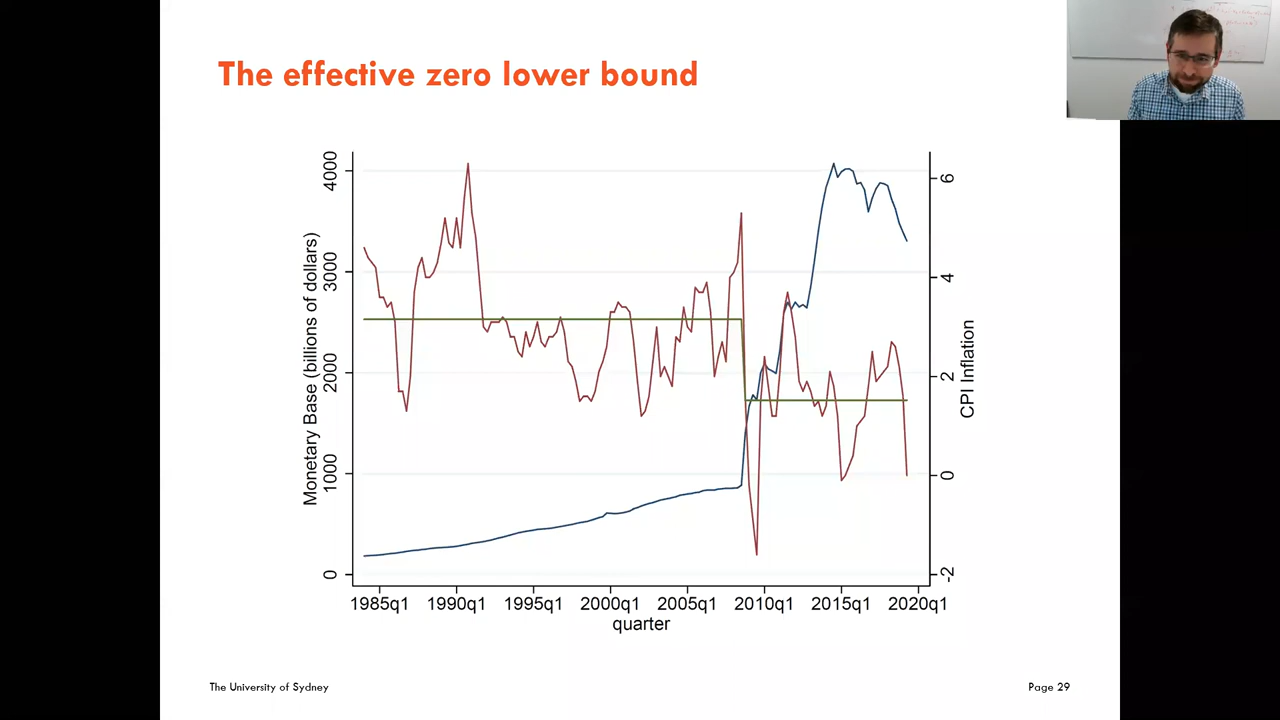 The effective zero lower bound
Monetary Base (billions of dollars)
4000
3000
2000
1000
0
6
4
2
0
-2
CPI Inflation
1985q1 1990q1 1995q1 2000q1 2005q1 2010q1 2015q1 2020q1
quarter
The University of Sydney
Page 29